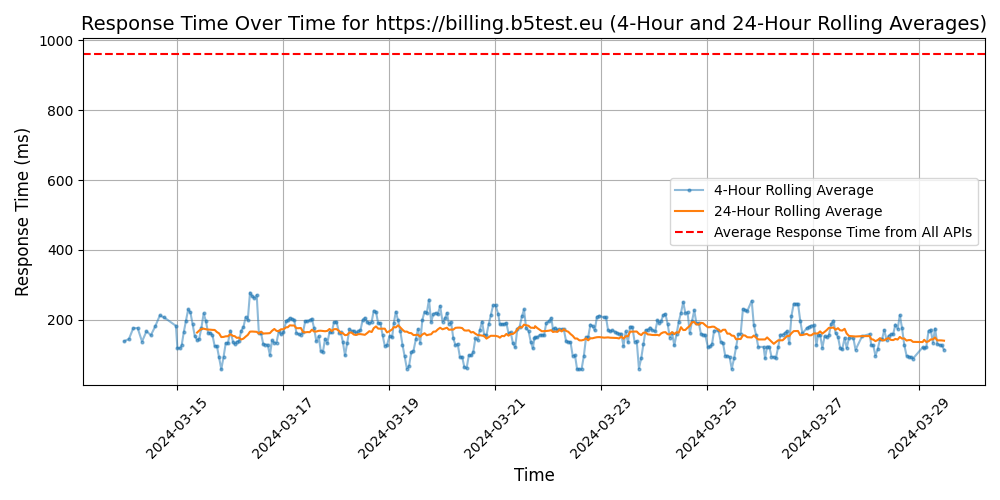 Response Time Over Time for https://billing.b5test.eu (4-Hour and 24-Hour Rolling Averages)
Response Time (ms)
1000
800
600
400
200
4-Hour Rolling Average
24-Hour Rolling Average
Average Response Time from All APIs
2024-03-15
2024-03-17
2024-03-19
2024-03-21
2024-03-23
2024-03-25
2024-03-27
2024-03-29
Time